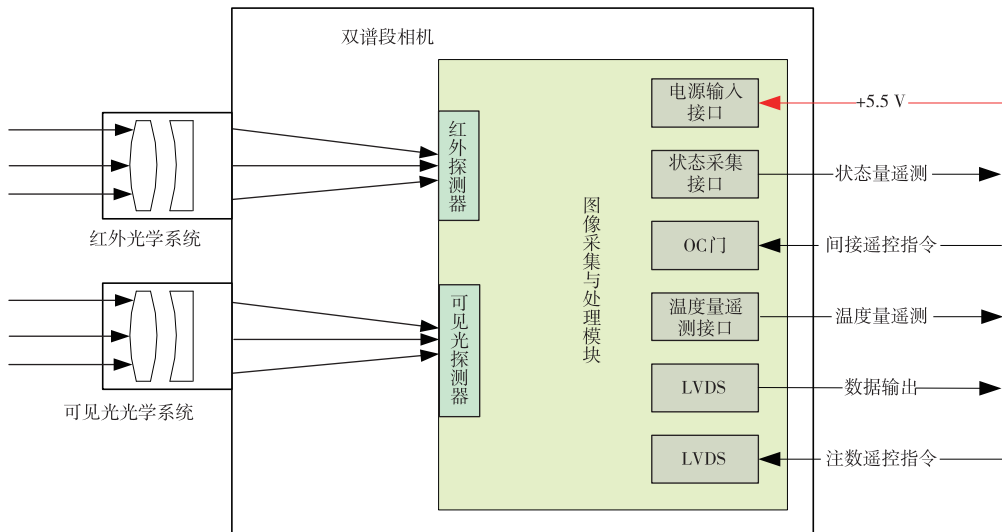 双谱段相机
红外光学系统
可见光光学系统
红外探测器
可见光探测器
图像采集与处理模块
电源输入
接口
+5.5 V
状态采集
接口
状态量遥测
OC门
间接遥控指令
温度量遥
测接口
温度量遥测
LVDS
数据输出
LVDS
注数遥控指令